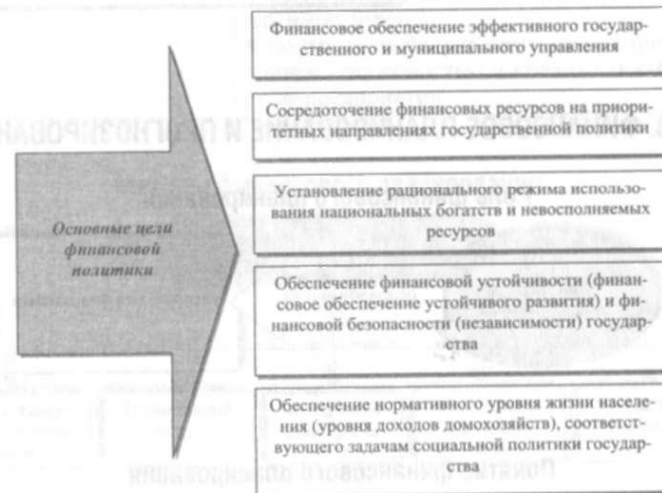 Основные цели
финансовой
политики
Финансовое обеспечение эффективного государ-
ственного и муниципального управления
Сосредоточение финансовых ресурсов на приори-
тетных направлениях государственной политики
Установление рационального режима использо-
вания национальных богатств и невосполняемых
ресурсов
Обеспечение финансовой устойчивости (финан-
совое обеспечение устойчивого развития) и фи-
нансовой безопасности (независимости) государ-
ства
Обеспечение нормативного уровня жизни населе-
ния (уровня доходов домохозяйств), соответст-
вующего задачам социальной политики государ-
ства